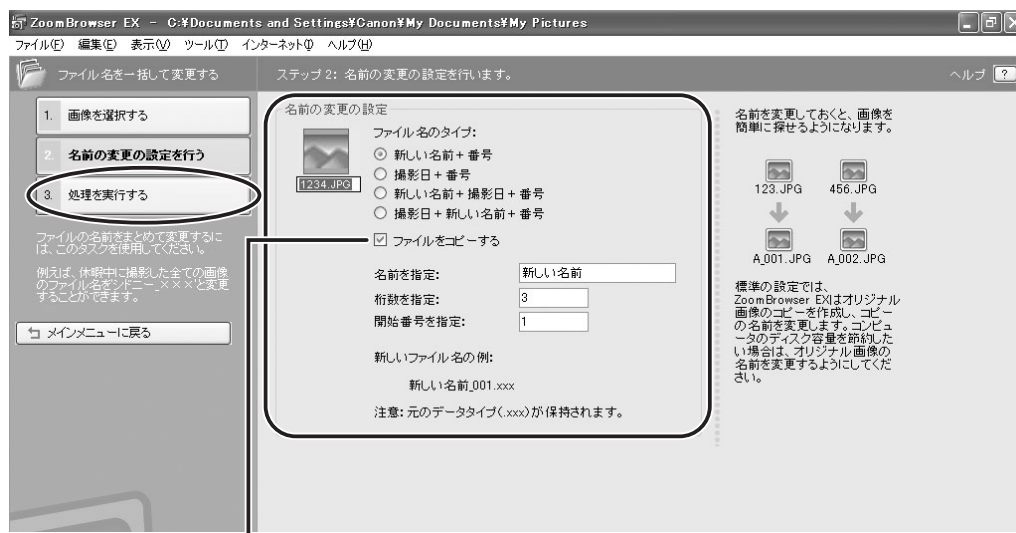 ZoomBrowser EX - C:¥Documents and Settings¥Canon¥My Documents¥My Pictures
ファイル(F) 編集(E) 表示(V) ツール(T) インターネット(I) ヘルプ(H)
ファイル名を一括して変更する
ステップ 2: 名前の変更の設定を行います。
ヘルプ ?
1. 画像を選択する
2. 名前の変更の設定を行う
3. 処理を実行する
ファイルの名前をまとめて変更するに
は、このタスクを使用してください。
例えば、休暇中に撮影した全ての画像
のファイル名をシドニー_×××'と変更
することができます。
メインメニューに戻る
名前の変更の設定
1234.JPG
ファイル名のタイプ:
新しい名前+ 番号
撮影日+ 番号
新しい名前+ 撮影日+ 番号
撮影日+ 新しい名前+ 番号
ファイルをコピーする
名前を指定: 新しい名前
桁数を指定: 3
開始番号を指定: 1
新しいファイル名の例:
新しい名前_001.xxx
注意: 元のデータタイプ(.xxx)が保持されます。
名前を変更しておくと、画像を
簡単に探せるようになります。
123.JPG 456.JPG
A_001.JPG A_002.JPG
標準の設定では、
ZoomBrowser EXはオリジナル
画像のコピーを作成し、コピー
の名前を変更します。コンピュ
ータのディスク容量を節約した
い場合は、オリジナル画像の
名前を変更するようにしてくだ
さい。